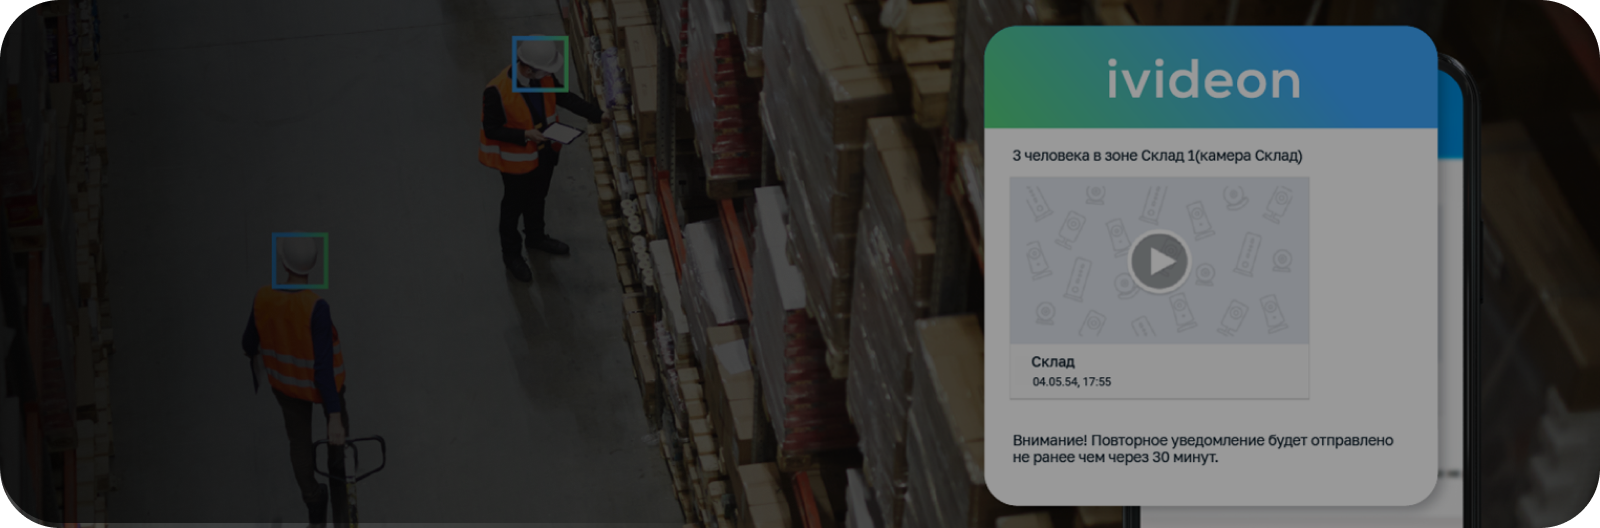 ivideon
3 человека в зоне Склад 1(камера Склад)
Склад
04.05.54, 17:55
Внимание! Повторное уведомление будет отправлено
не ранее чем через 30 минут.